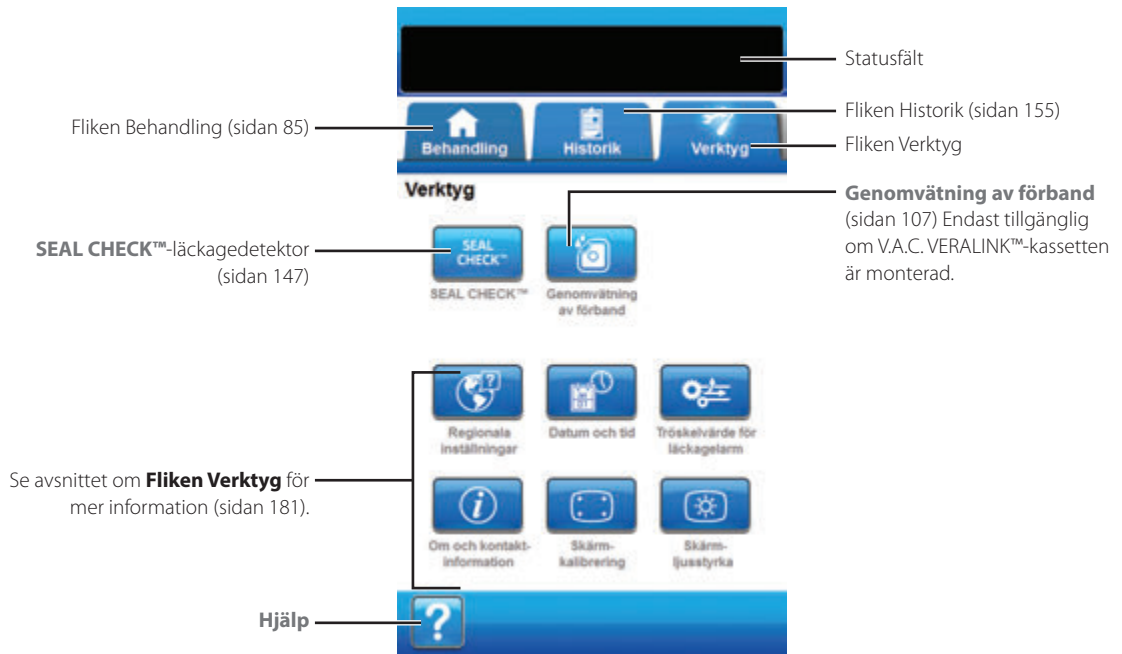 Statusfält
Fliken Behandling (sidan 85)
Fliken Historik (sidan 155)
Fliken Verktyg
Behandling
Historik
Verktyg
Verktyg
Genomvätning av förband
(sidan 107) Endast tillgänglig
om V.A.C. VERALINK™-kassetten
är monterad.
SEAL CHECK™-läckagedetektor
(sidan 147)
SEAL
CHECK™
SEAL CHECK™
Genomvätning
av förband
Regionala
inställningar
Datum och tid
Tröskelvärde för
läckagelarm
Se avsnittet om Fliken Verktyg för
mer information (sidan 181).
Om och kontakt-
information
Skärm-
kalibrering
Skärm-
ljusstyrka
Hjälp
?